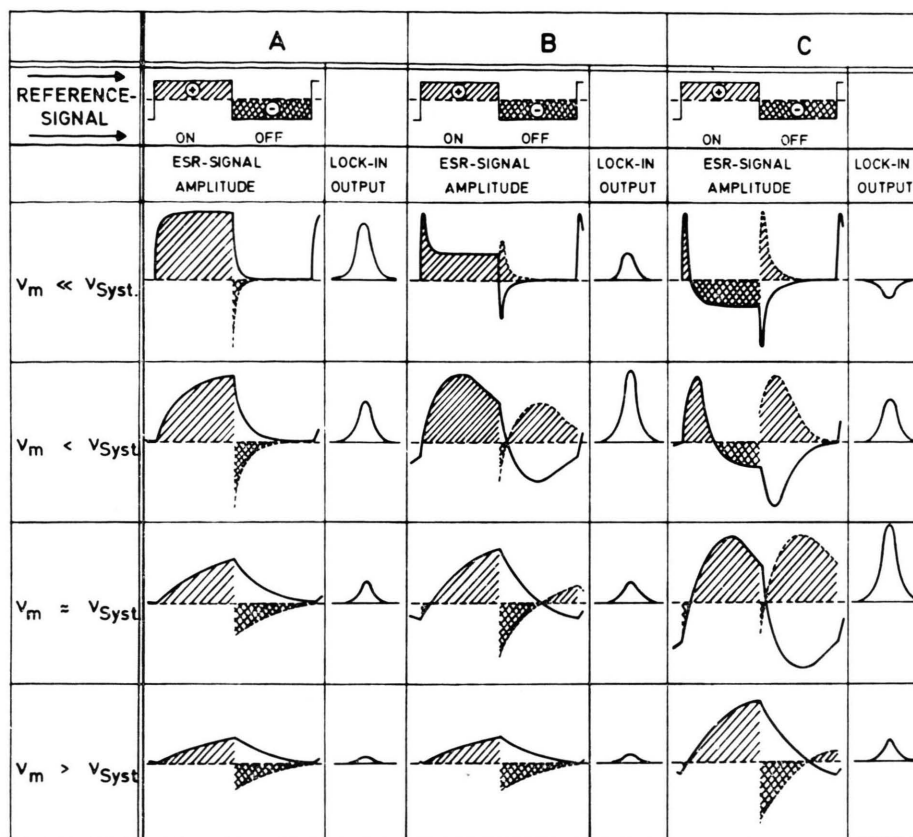 A B C
REFERENCE-SIGNAL
+ − + − + −
ON OFF ON OFF ON OFF
ESR-SIGNAL AMPLITUDE LOCK-IN OUTPUT ESR-SIGNAL AMPLITUDE LOCK-IN OUTPUT ESR-SIGNAL AMPLITUDE LOCK-IN OUTPUT
νm ≪ νSyst.
νm < νSyst.
νm ≈ νSyst.
νm > νSyst.